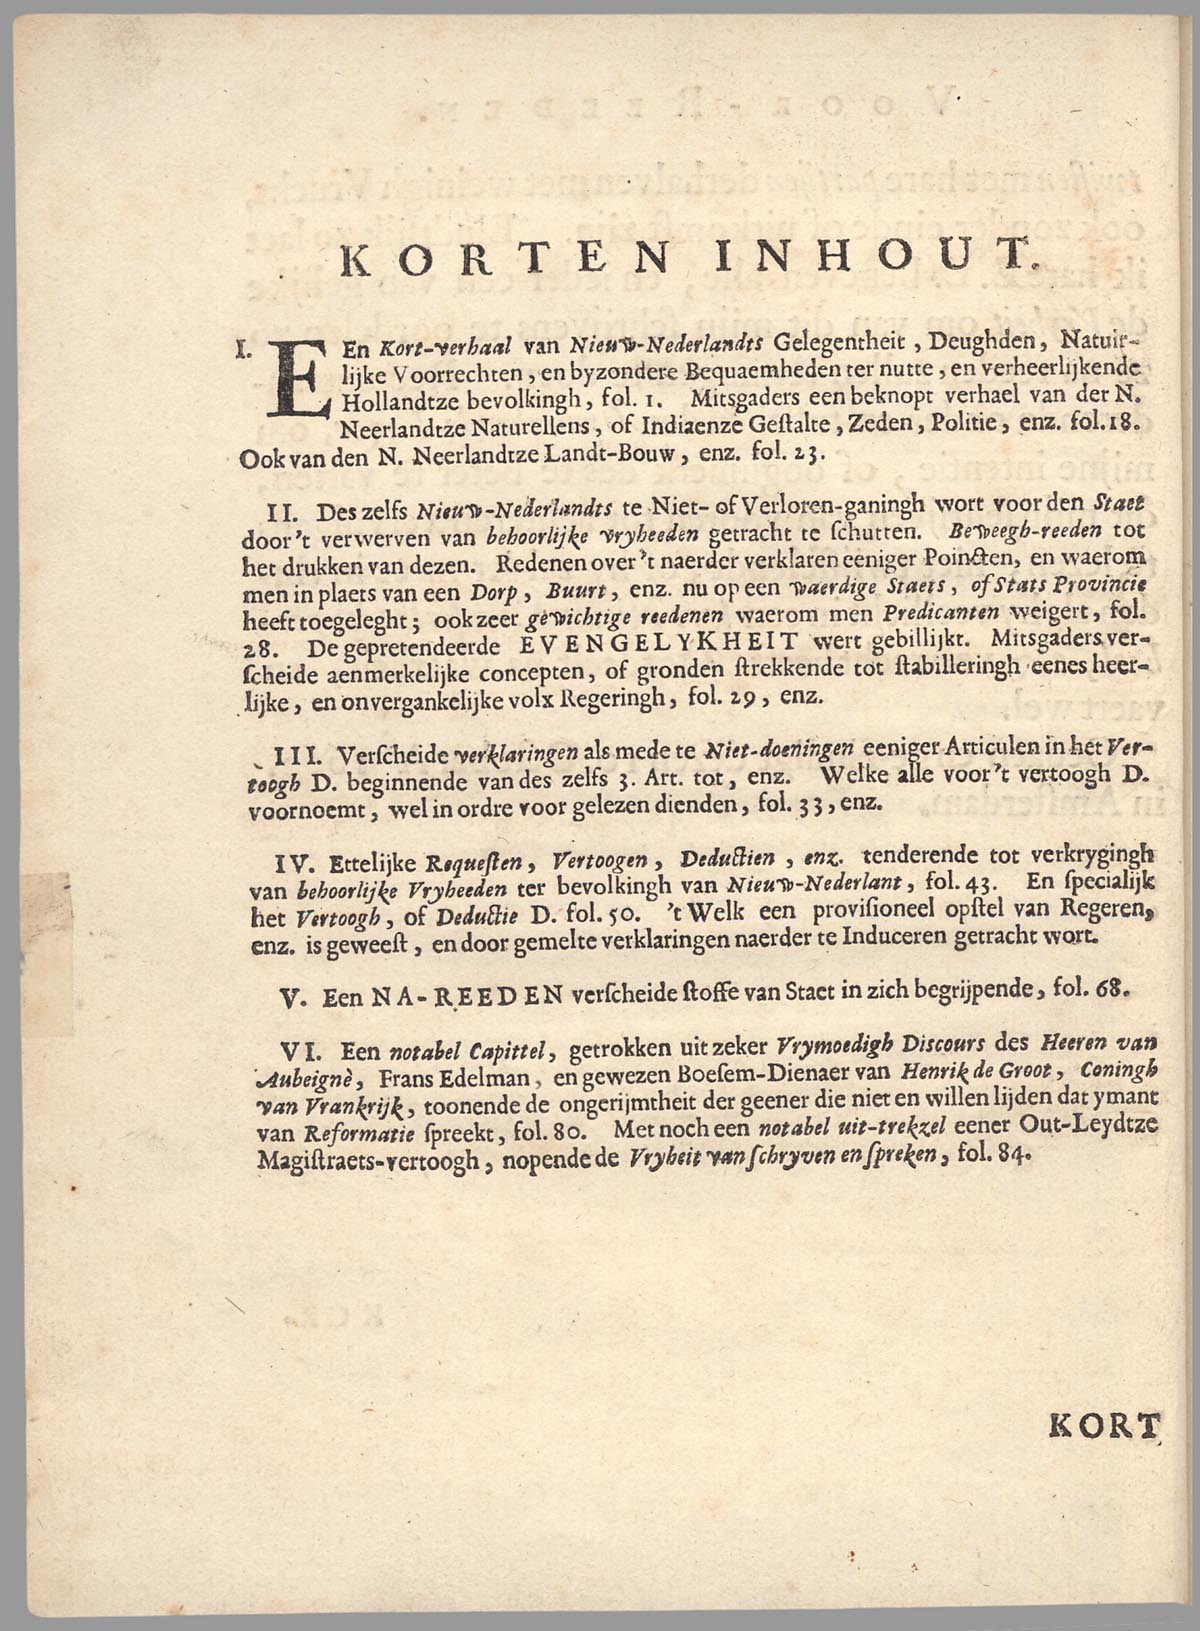 KORTEN INHOUT.
I. EEn Kort-verhaal van Nieuw-Nederlandts Gelegentheit, Deughden, Natuir-
lijke Voorrechten, en byzondere Bequaemheden ter nutte, en verheerlijkende
Hollandtze bevolkingh, fol. 1. Mitsgaders een beknopt verhael van der N.
Neerlandtze Naturellens, of Indiaenze Geſtalte, Zeden, Politie, enz. fol. 18.
Ook van den N. Neerlandtze Landt-Bouw, enz. fol. 23.
II. Des zelfs Nieuw-Nederlandts te Niet- of Verloren-ganingh wort voor den Staet
door't verwerven van behoorlijke vryheeden getracht te ſchutten. Beweegh-reeden tot
het drukken van dezen. Redenen over 't naerder verklaren eeniger Poincten, en waerom
men in plaets van een Dorp, Buurt, enz. nu op een waerdige Staets, of Stats Provincie
heeft toegeleght; ook zeer gewichtige reedenen waerom men Predicanten weigert, fol.
28. De gepretendeerde EVENGELYKHEIT wert gebillijkt. Mitsgaders ver-
ſcheide aenmerkelijke concepten, of gronden ſtrekkende tot ſtabilleringh eenes heer-
lijke, en onvergankelijke volx Regeringh, fol. 29, enz.
III. Verſcheide verklaringen als mede te Niet-doeningen eeniger Articulen in het Ver-
toogh D. beginnende van des zelfs 3. Art. tot, enz. Welke alle voor't vertoogh D.
voornoemt, wel in ordre voor gelezen dienden, fol. 33, enz.
IV. Ettelijke Requeſten, Vertoogen, Deductien, enz. tenderende tot verkrygingh
van behoorlijke Vryheeden ter bevolkingh van Nieuw-Nederlant, fol. 43. En ſpecialijk
het Vertoogh, of Deductie D. fol. 50. 't Welk een proviſioneel opſtel van Regeren,
enz. is geweeſt, en door gemelte verklaringen naerder te Induceren getracht wort.
V. Een NA-REEDEN verſcheide ſtoffe van Staet in zich begrijpende, fol. 68.
VI. Een notabel Capittel, getrokken uit zeker Vrymoedigh Discours des Heeren van
Aubeignè, Frans Edelman, en gewezen Boeſem-Dienaer van Henrik de Groot, Coningh
van Vrankrijk, toonende de ongerijmtheit der geener die niet en willen lijden dat ymant
van Reformatie ſpreekt, fol. 80. Met noch een notabel uit-trekzel eener Out-Leydtze
Magiſtraets-vertoogh, nopende de Vryheit van ſchryven en ſpreken, fol. 84.
KORT